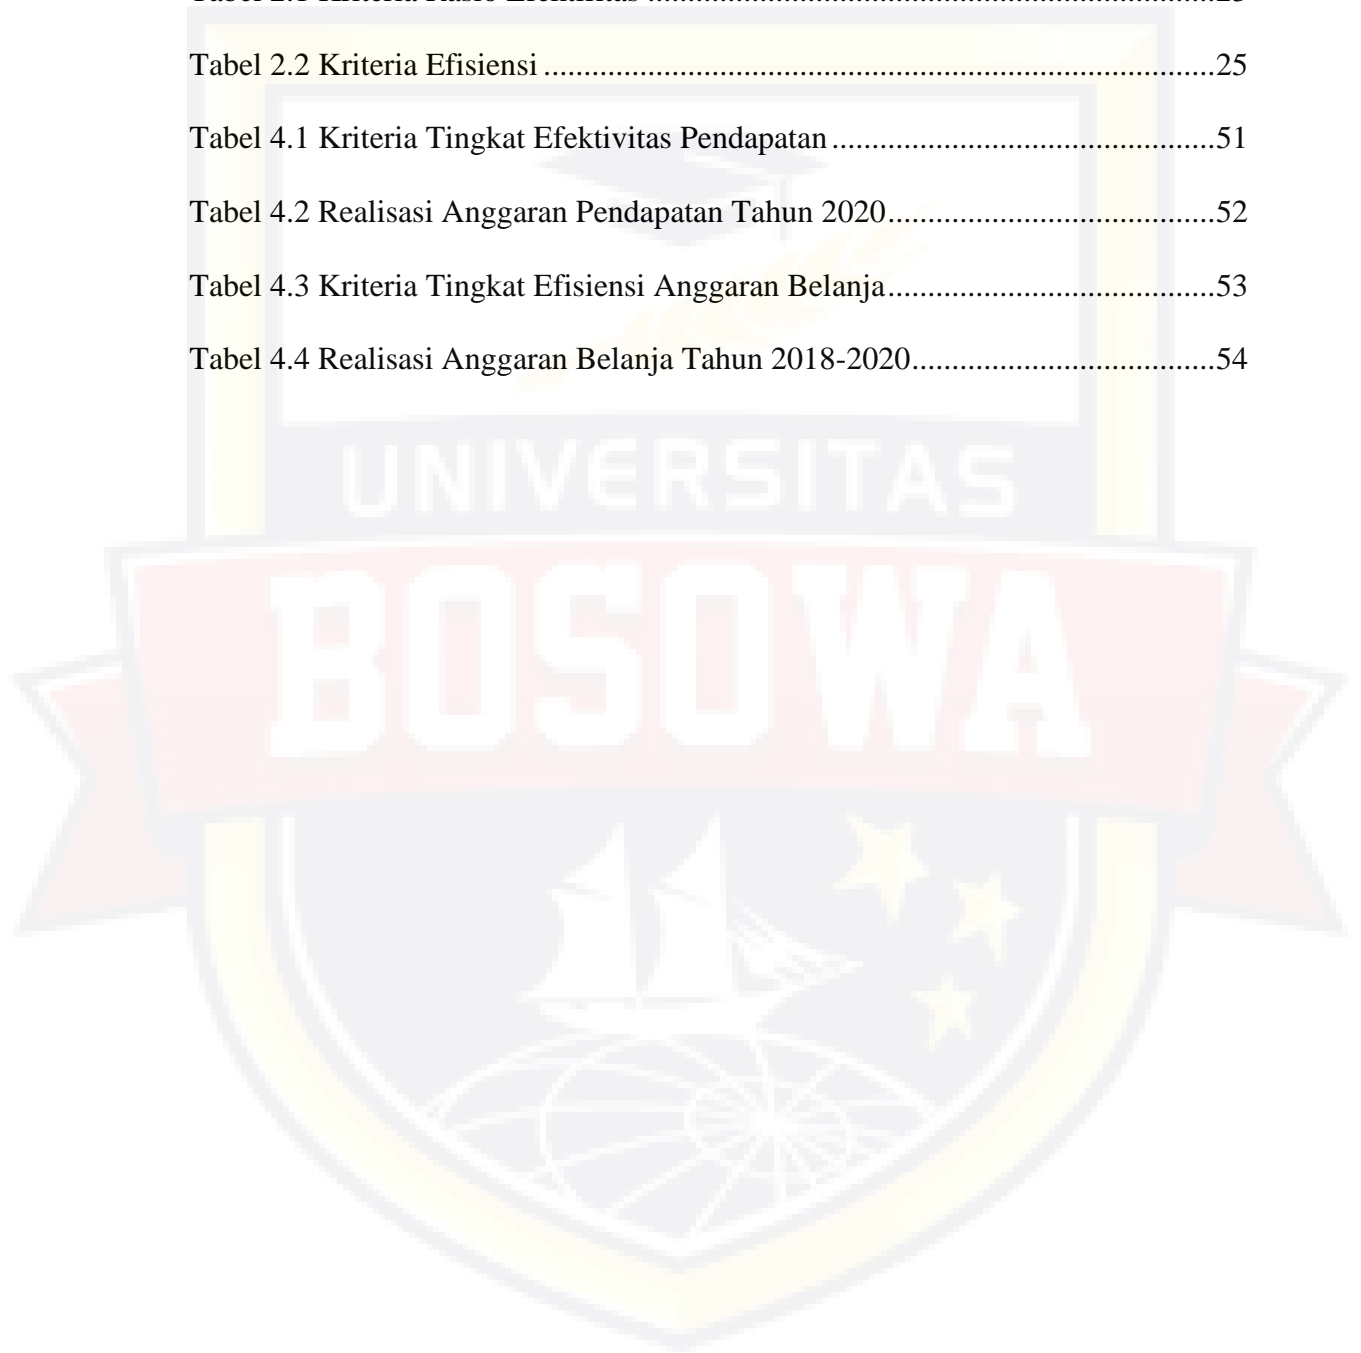 Tabel 2.2 Kriteria Efisiensi.....................................................................................25
Tabel 4.1 Kriteria Tingkat Efektivitas Pendapatan................................................51
Tabel 4.2 Realisasi Anggaran Pendapatan Tahun 2020.........................................52
Tabel 4.3 Kriteria Tingkat Efisiensi Anggaran Belanja.........................................53
Tabel 4.4 Realisasi Anggaran Belanja Tahun 2018-2020......................................54
UNIVERSITAS
BOSOWA